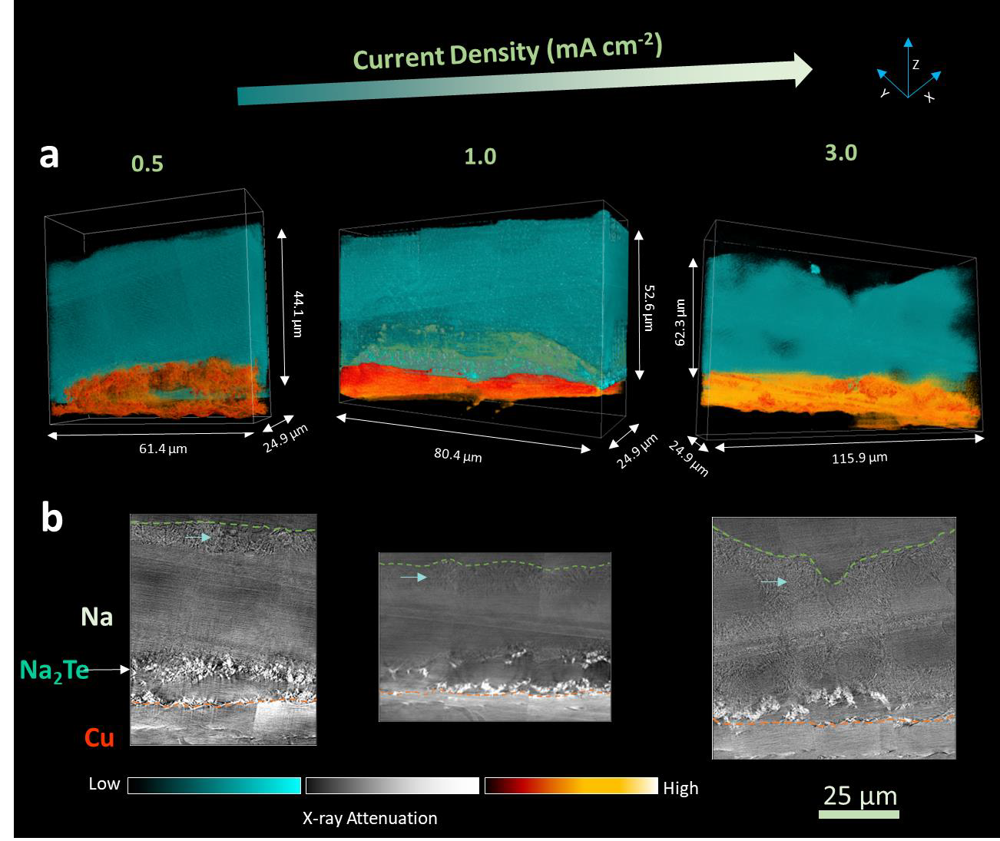 Current Density (mA cm-2)
Z
Y
X
a
0.5
1.0
3.0
44.1 µm
61.4 µm
24.9 µm
52.6 µm
80.4 µm
24.9 µm
62.3 µm
24.9 µm
115.9 µm
b
Na
Na2Te
Cu
Low
High
X-ray Attenuation
25 µm